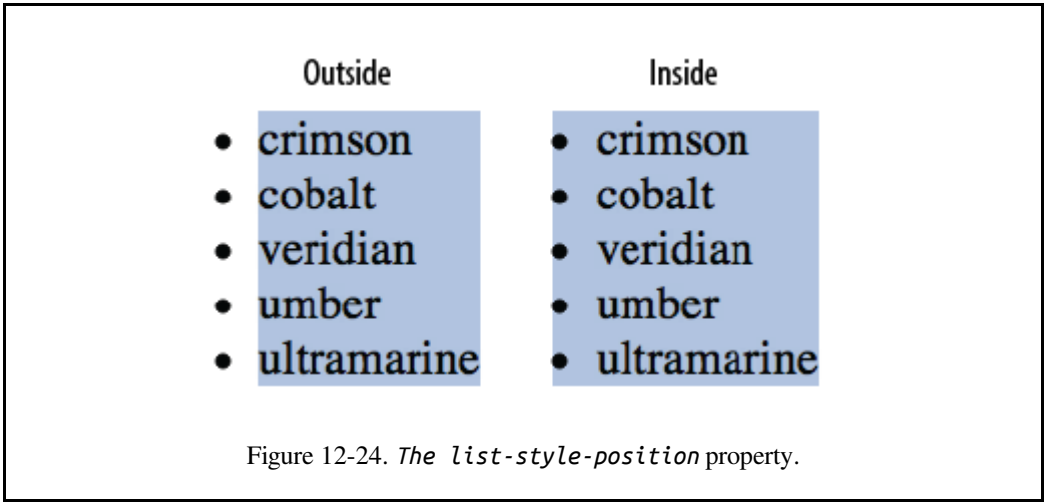 Outside
• crimson
• cobalt
• veridian
• umber
• ultramarine
Inside
• crimson
• cobalt
• veridian
• umber
• ultramarine
Figure 12-24. The list-style-position property.